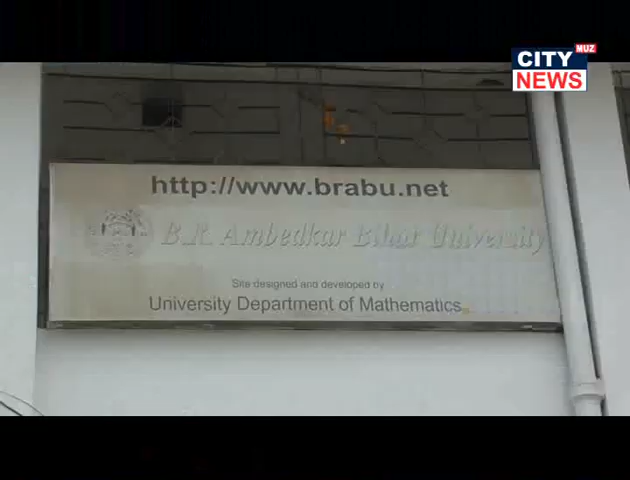 CITY MUZ
NEWS
http://www.brabu.net
B.R. Ambedkar Bihar University
Site designed and developed by
University Department of Mathematics.